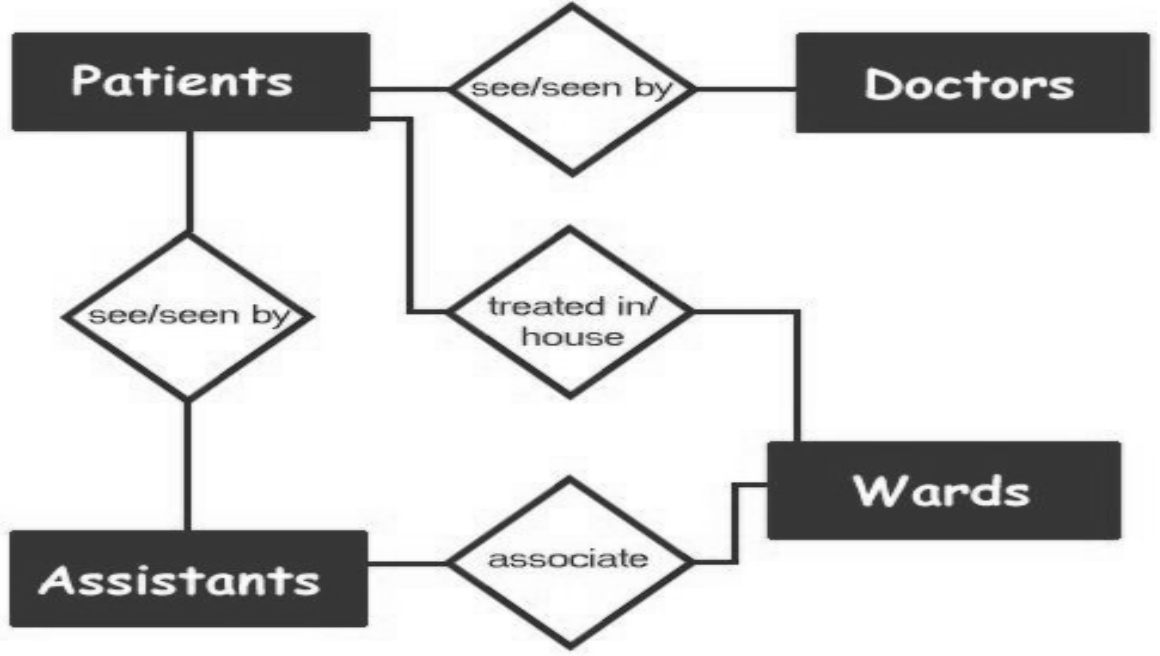 Patients
see/seen by
Doctors
see/seen by
treated in/
house
Wards
Assistants
associate